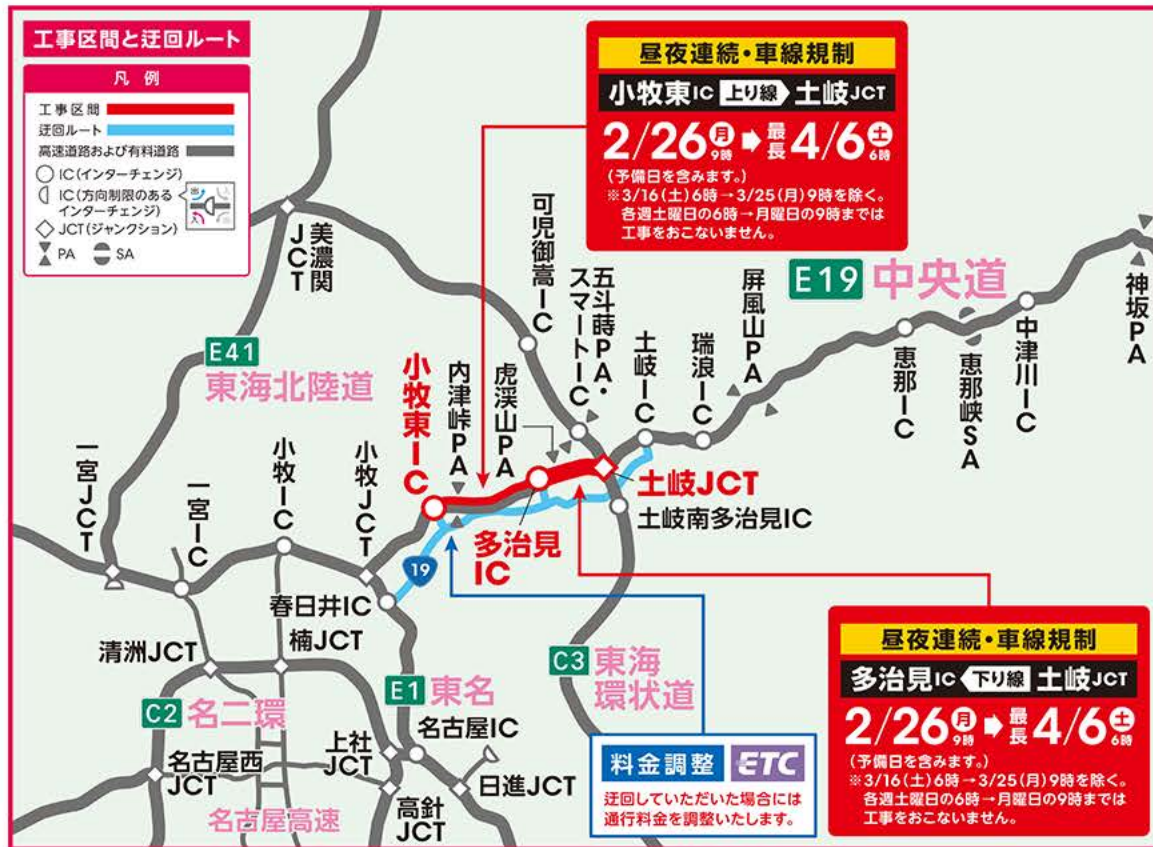 工事区間と迂回ルート
凡例
工事区間
迂回ルート
高速道路および有料道路
IC(インターチェンジ)
IC(方向制限のある
インターチェンジ)
出
入
JCT(ジャンクション)
PA
SA
昼夜連続・車線規制
小牧東IC 上り線 土岐JCT
2/26月9時 最長 4/6土6時
(予備日を含みます。)
※3/16(土)6時→3/25(月)9時を除く。
各週土曜日の6時→月曜日の9時までは
工事をおこないません。
E19 中央道
美濃関
JCT
可児御嵩IC
五斗蒔PA・
スマートIC
土岐IC
瑞浪IC
屏風山PA
恵那IC
恵那峡SA
中津川IC
神坂PA
E41
東海北陸道
小牧東IC
内津峠PA
虎渓山PA
一宮JCT
一宮IC
小牧IC
小牧JCT
土岐JCT
土岐南多治見IC
多治見
IC
19
春日井IC
清洲JCT
楠JCT
C2 名二環
E1 東名
名古屋IC
C3 東海
環状道
名古屋西
JCT
上社
JCT
日進JCT
高針
JCT
名古屋高速
料金調整 ETC
迂回していただいた場合には
通行料金を調整いたします。
昼夜連続・車線規制
多治見IC 下り線 土岐JCT
2/26月9時 最長 4/6土6時
(予備日を含みます。)
※3/16(土)6時→3/25(月)9時を除く。
各週土曜日の6時→月曜日の9時までは
工事をおこないません。